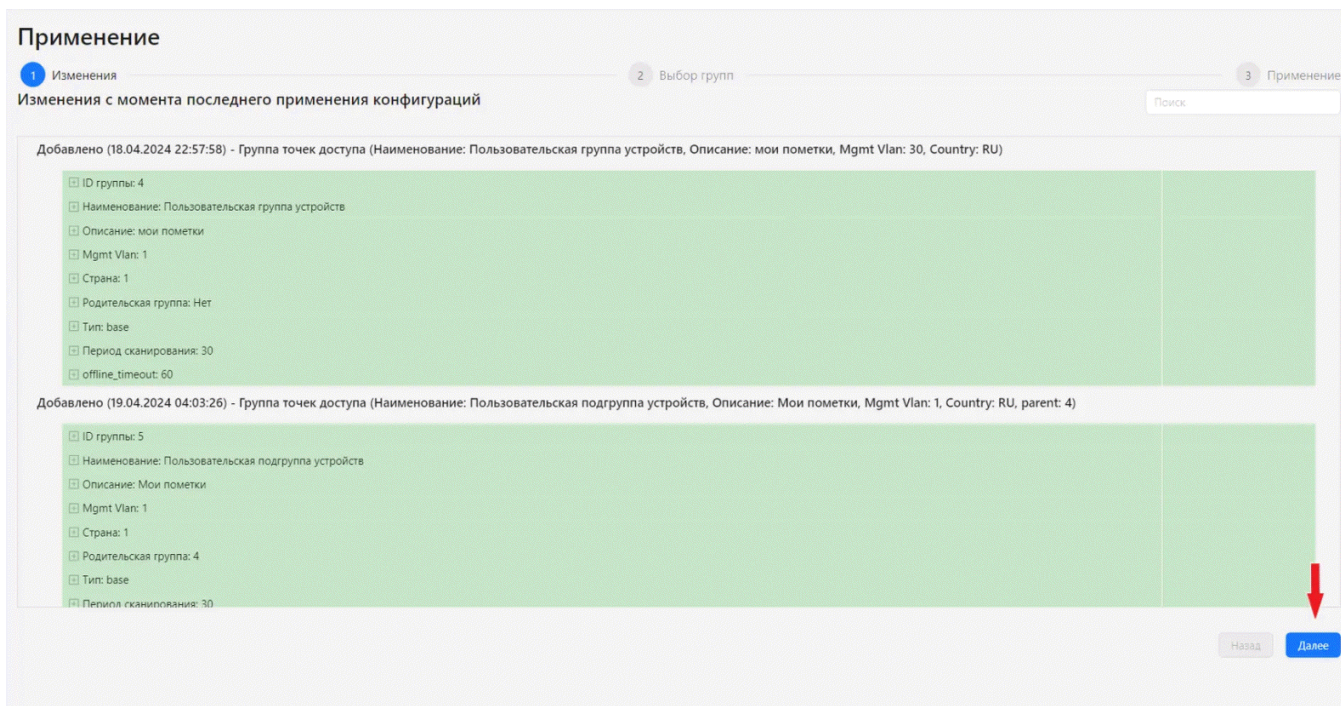 Применение
1 Изменения 2 Выбор групп 3 Применение
Изменения с момента последнего применения конфигураций
Поиск
Добавлено (18.04.2024 22:57:58) - Группа точек доступа (Наименование: Пользовательская группа устройств, Описание: мои пометки, Mgmt Vlan: 30, Country: RU)
ID группы: 4
Наименование: Пользовательская группа устройств
Описание: мои пометки
Mgmt Vlan: 1
Страна: 1
Родительская группа: Нет
Тип: base
Период сканирования: 30
offline_timeout: 60
Добавлено (19.04.2024 04:03:26) - Группа точек доступа (Наименование: Пользовательская подгруппа устройств, Описание: Мои пометки, Mgmt Vlan: 1, Country: RU, parent: 4)
ID группы: 5
Наименование: Пользовательская подгруппа устройств
Описание: Мои пометки
Mgmt Vlan: 1
Страна: 1
Родительская группа: 4
Тип: base
Период сканирования: 30
Назад Далее